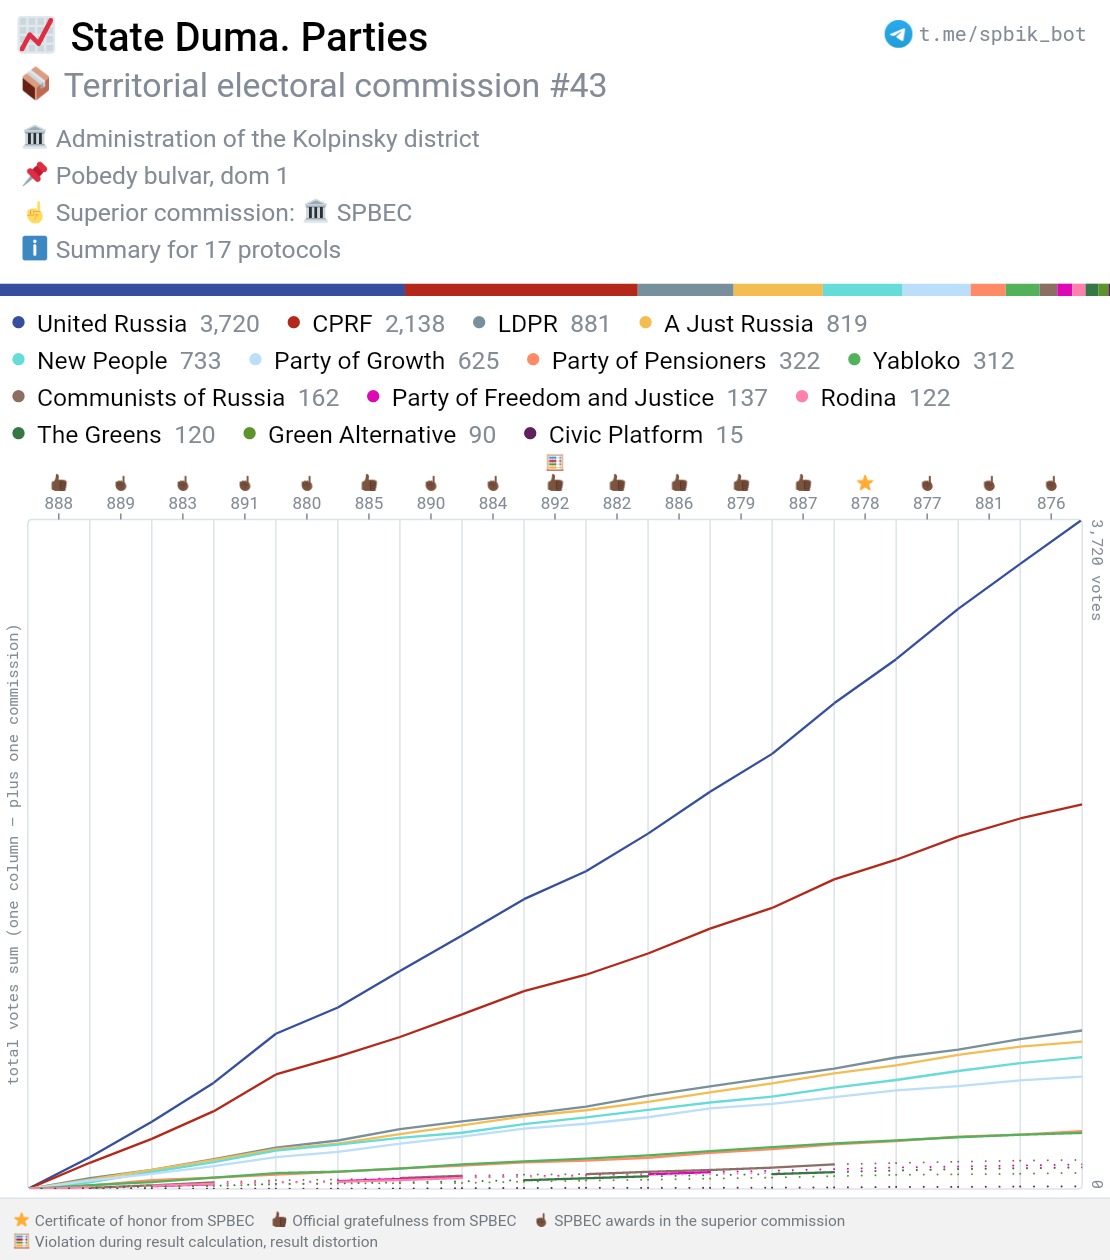 State Duma. Parties
t.me/spbik_bot
Territorial electoral commission #43
Administration of the Kolpinsky district
Pobedy bulvar, dom 1
Superior commission: SPBEC
Summary for 17 protocols
United Russia 3,720 CPRF 2,138 LDPR 881 A Just Russia 819
New People 733 Party of Growth 625 Party of Pensioners 322 Yabloko 312
Communists of Russia 162 Party of Freedom and Justice 137 Rodina 122
The Greens 120 Green Alternative 90 Civic Platform 15
888 889 883 891 880 885 890 884 892 882 886 879 887 878 877 881 876
3,720 votes
total votes sum (one column – plus one commission)
0
Certificate of honor from SPBEC Official gratefulness from SPBEC SPBEC awards in the superior commission
Violation during result calculation, result distortion